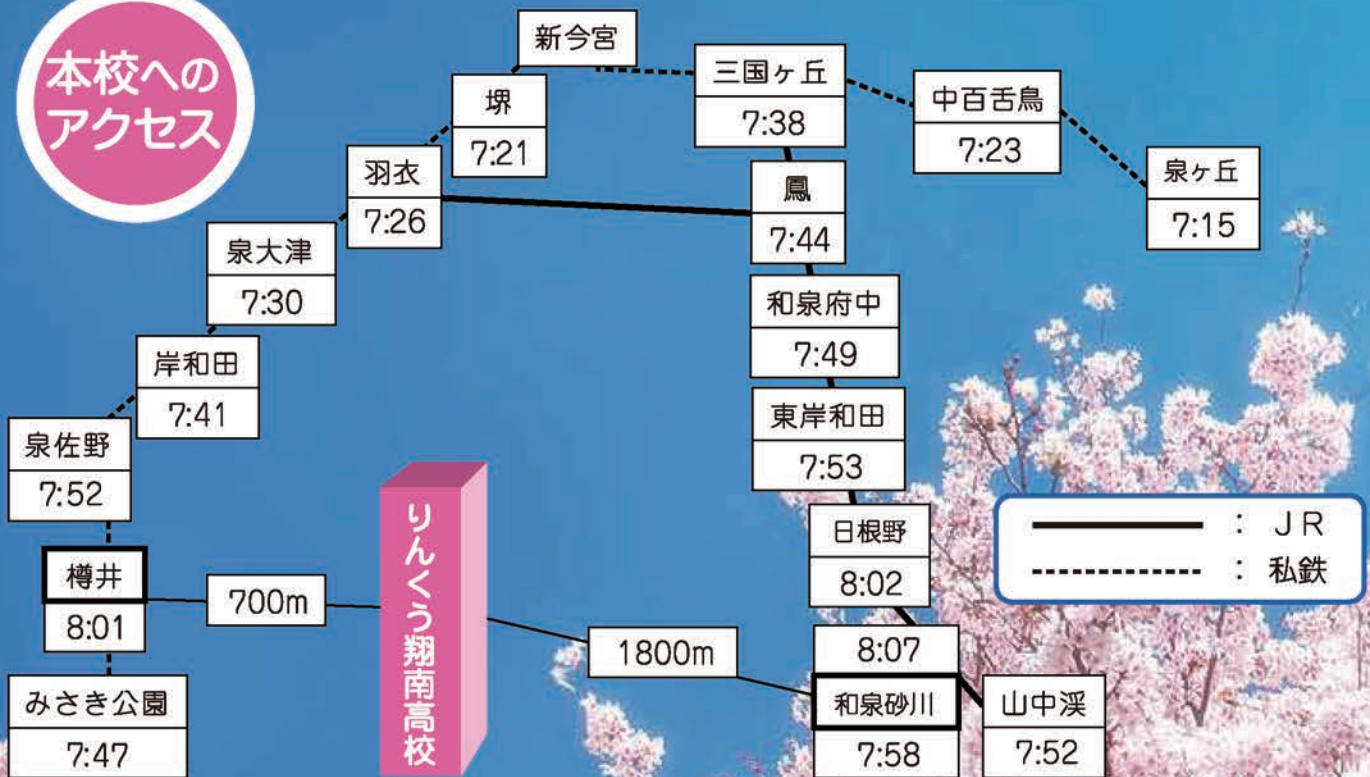 本校への
アクセス
新今宮
堺
7:21
羽衣
7:26
泉大津
7:30
岸和田
7:41
泉佐野
7:52
樽井
8:01
みさき公園
7:47
700m
りんくう翔南高校
1800m
三国ヶ丘
7:38
中百舌鳥
7:23
泉ヶ丘
7:15
鳳
7:44
和泉府中
7:49
東岸和田
7:53
日根野
8:02
8:07
和泉砂川
7:58
山中渓
7:52
: JR
: 私鉄